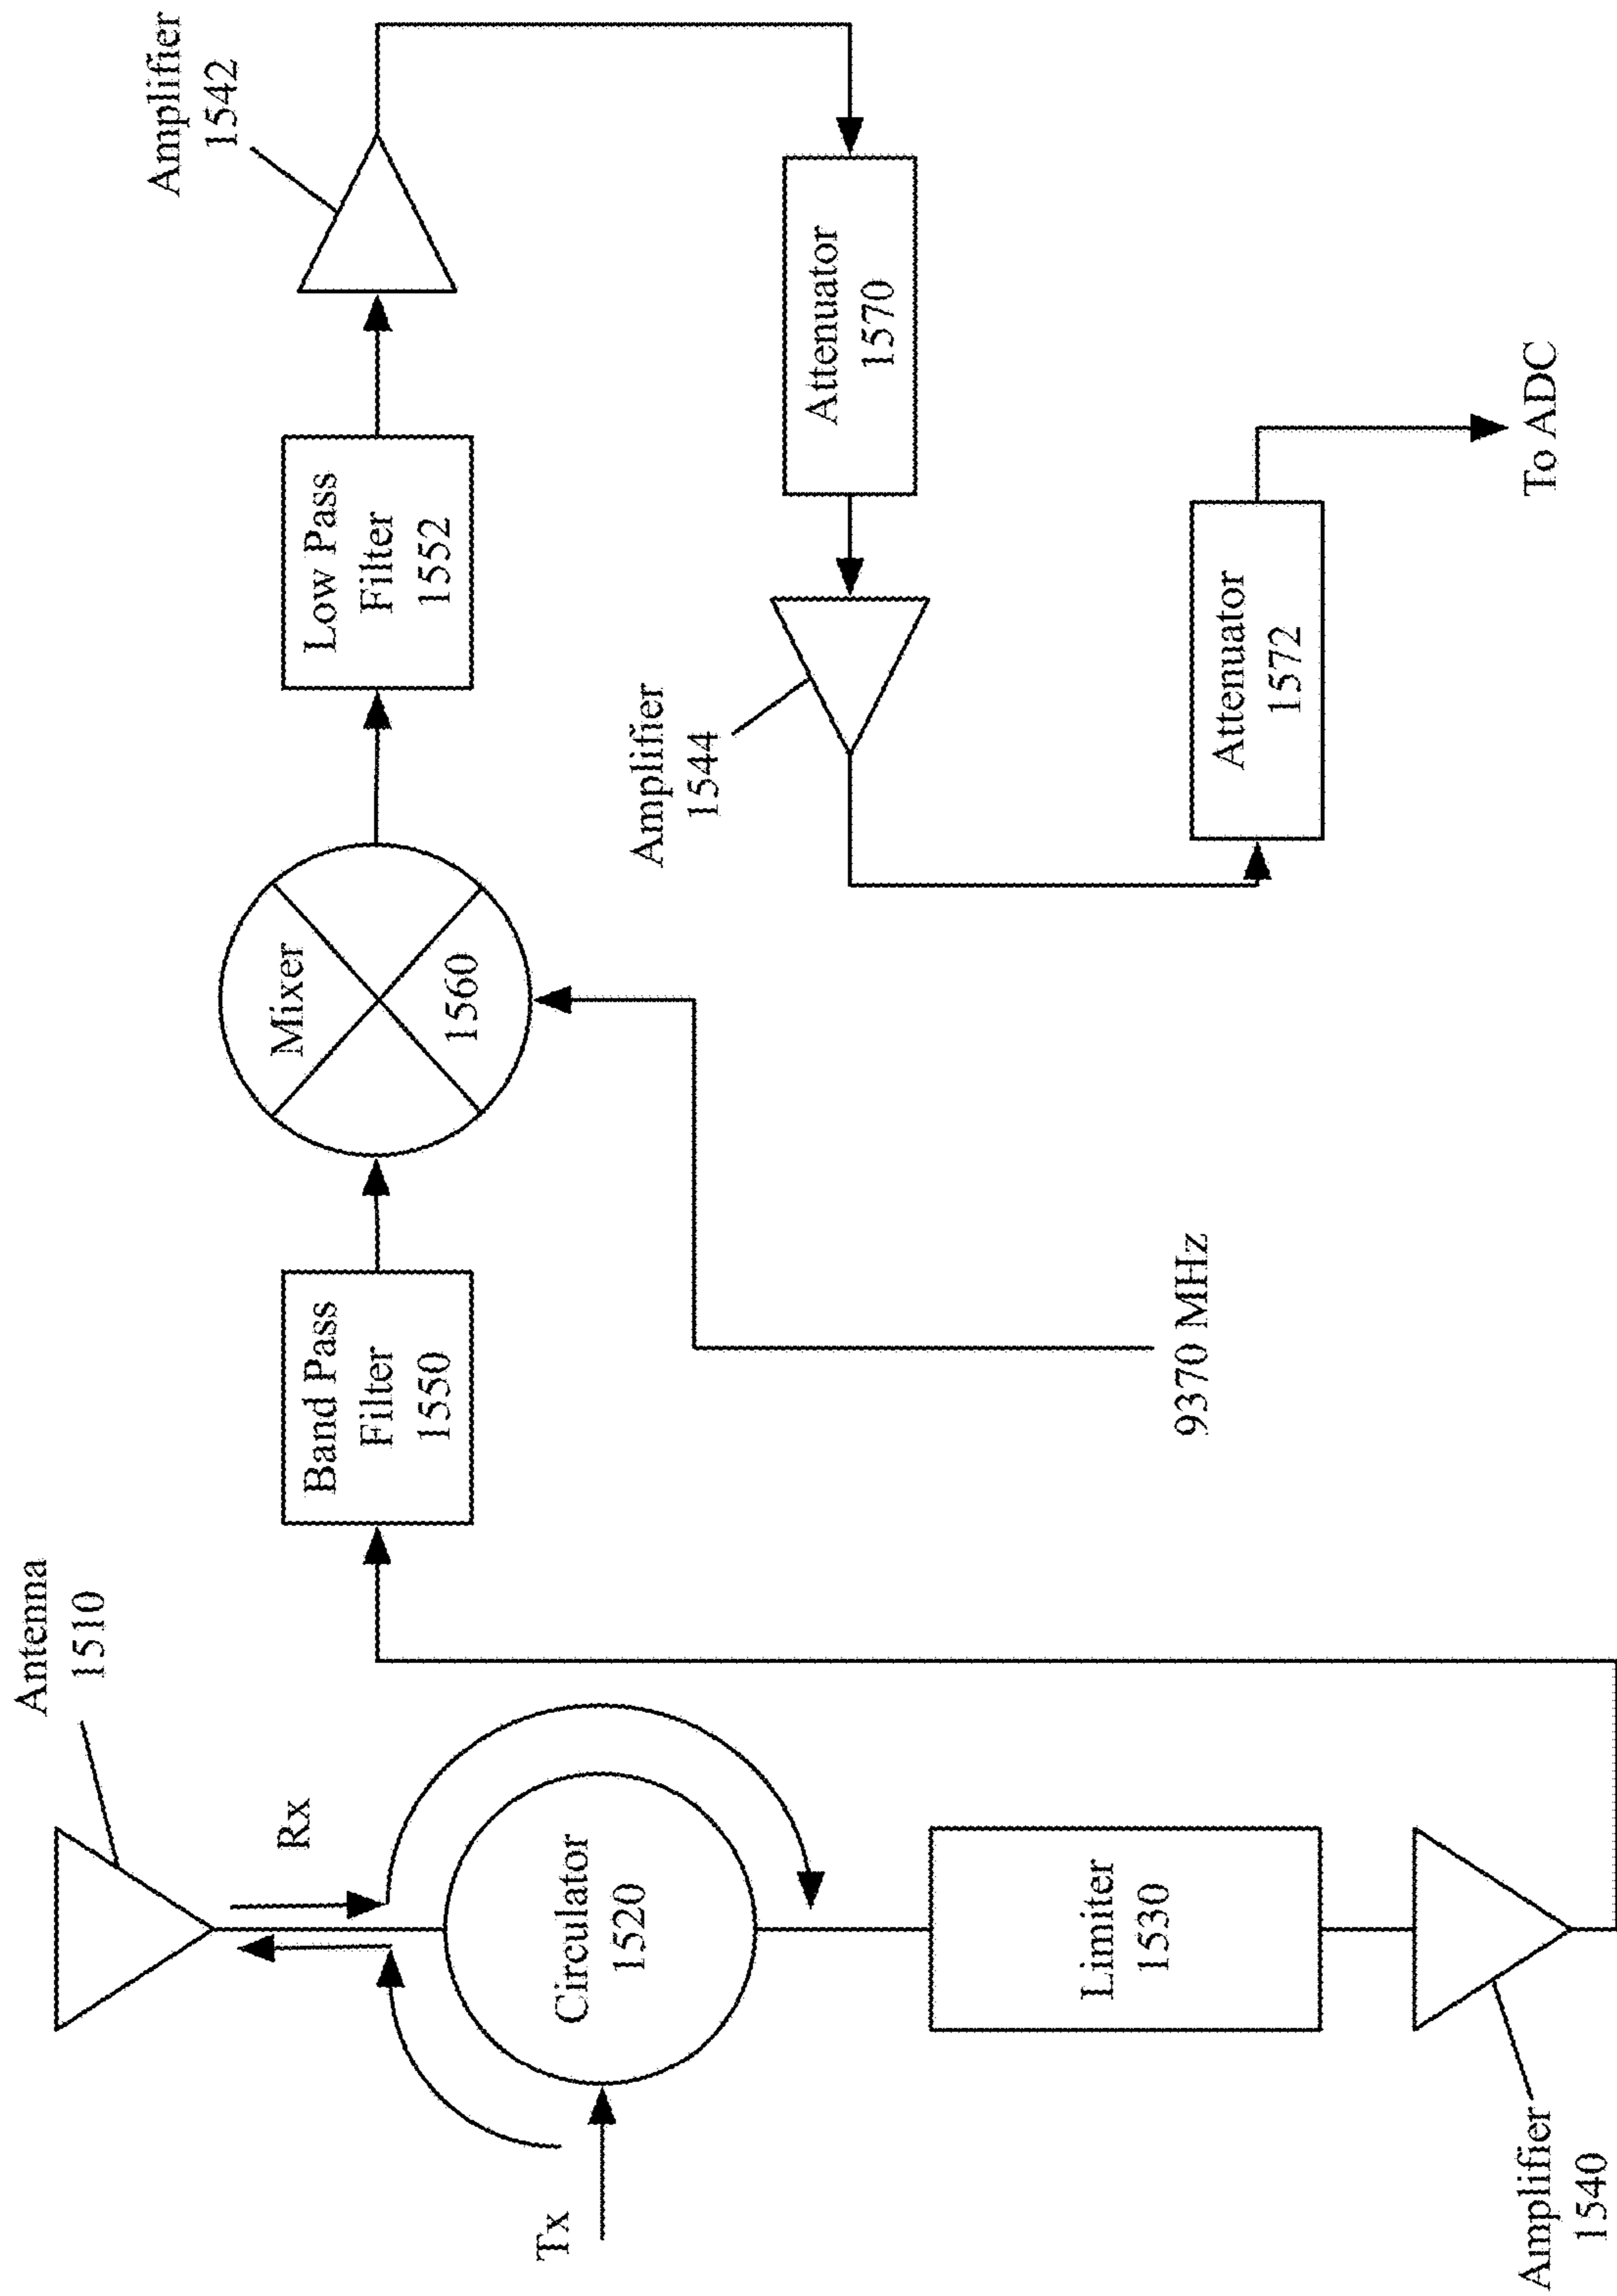 Antenna
1510
Rx
Tx
Circulator
1520
Limiter
1530
Amplifier
1540
Band Pass
Filter
1550
Mixer
1560
9370 MHz
Low Pass
Filter
1552
Amplifier
1542
Attenuator
1570
Amplifier
1544
Attenuator
1572
To ADC